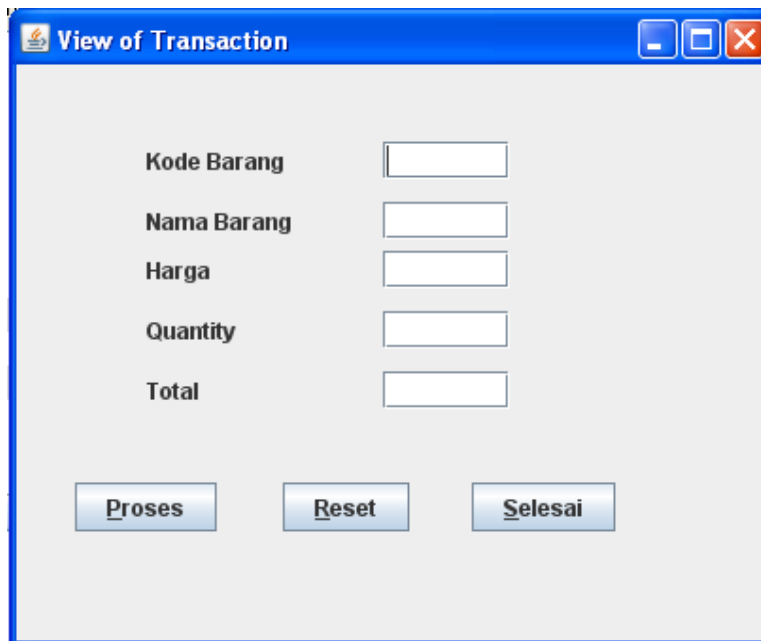 View of Transaction
Kode Barang
Nama Barang
Harga
Quantity
Total
Proses Reset Selesai